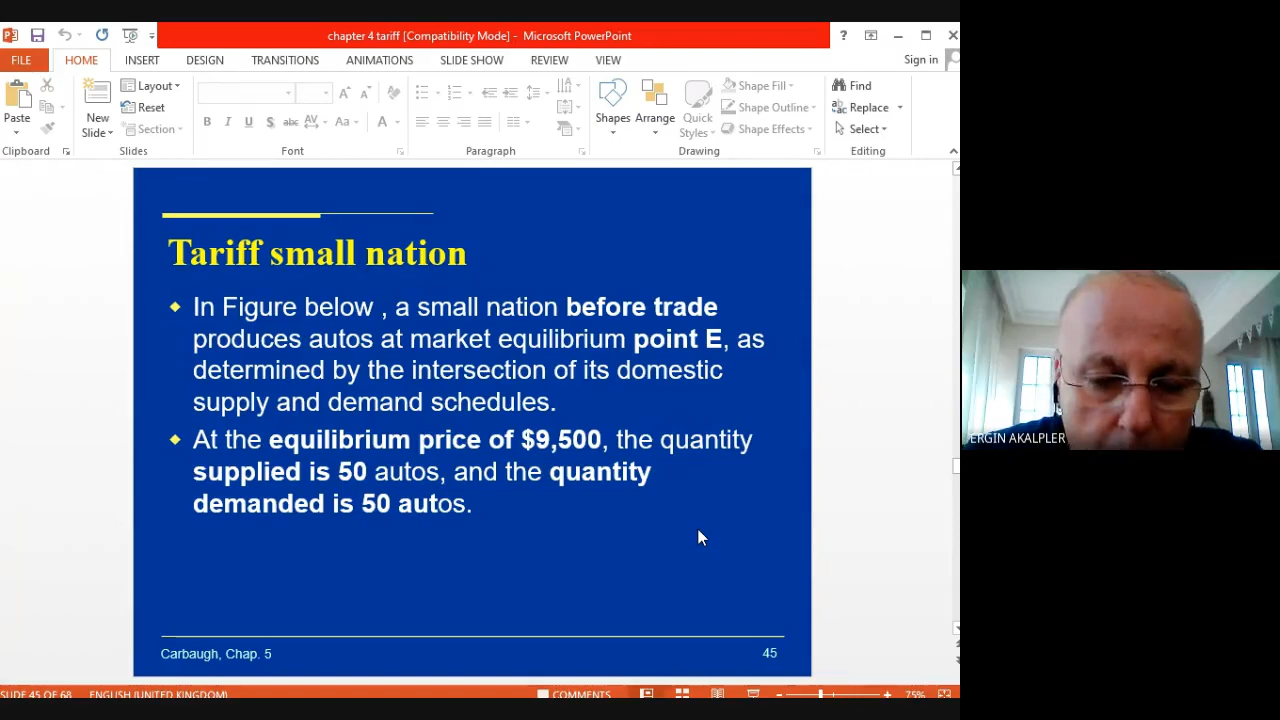 chapter 4 tariff [Compatibility Mode] - Microsoft PowerPoint
?
FILE HOME INSERT DESIGN TRANSITIONS ANIMATIONS SLIDE SHOW REVIEW VIEW Sign in
Paste
New Slide
Layout
Reset
Section
B I U S abc AV Aa A
A A
Shapes Arrange Quick Styles
Shape Fill
Shape Outline
Shape Effects
Find
Replace
Select
Clipboard Slides Font Paragraph Drawing Editing
Tariff small nation
In Figure below , a small nation before trade
produces autos at market equilibrium point E, as
determined by the intersection of its domestic
supply and demand schedules.
At the equilibrium price of $9,500, the quantity
supplied is 50 autos, and the quantity
demanded is 50 autos.
Carbaugh, Chap. 5 45
ERGIN AKALPLER
SLIDE 45 OF 68 ENGLISH (UNITED KINGDOM) COMMENTS 75%